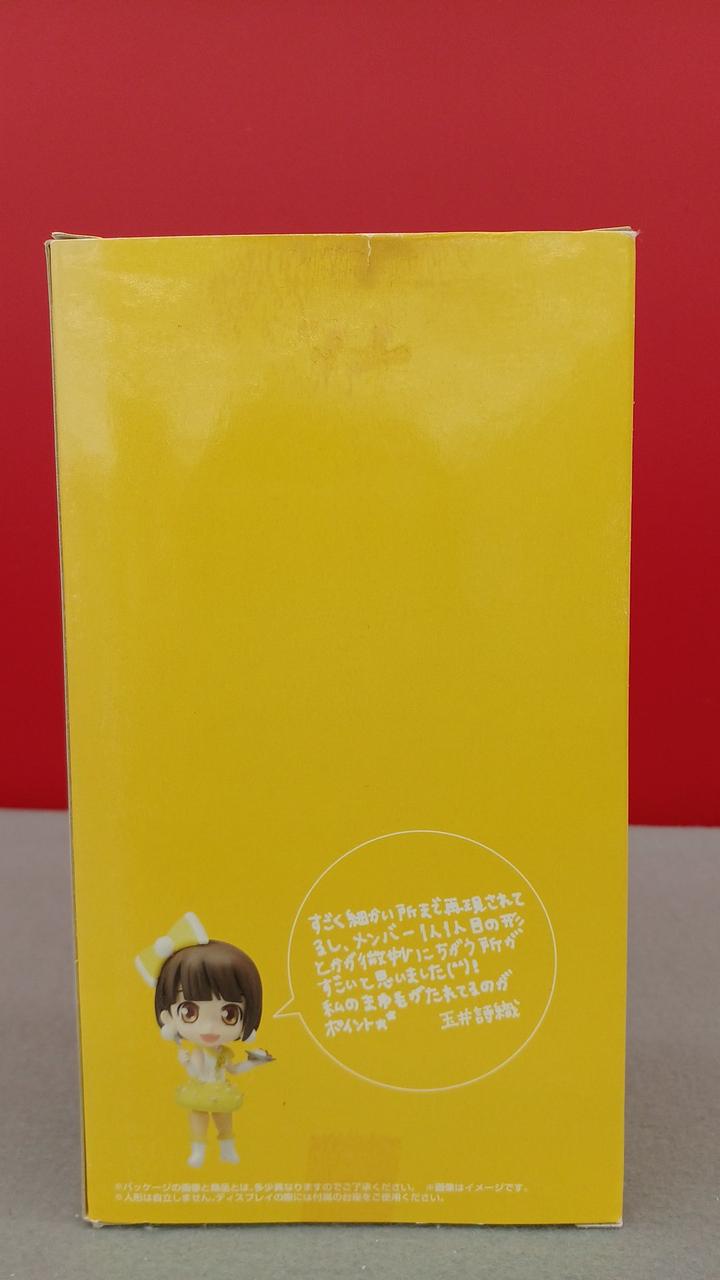 すごく細かい所まで再現されて
るし、メンバー1人1人目の形
とかが微妙にちがう所が
すごいと思いました(^^)!
私のまゆ毛がたれてるのが
ポイント☆*
玉井詩織
※パッケージの画像と商品とは、多少異なりますのでご了承ください。 ※画像はイメージです。
※人形は自立しません。ディスプレイの際には付属の台座をご使用ください。